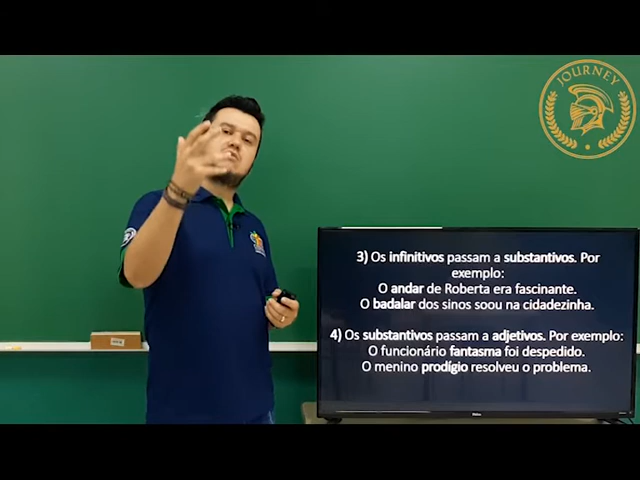 JOURNEY
3) Os infinitivos passam a substantivos. Por
exemplo:
O andar de Roberta era fascinante.
O badalar dos sinos soou na cidadezinha.
4) Os substantivos passam a adjetivos. Por exemplo:
O funcionário fantasma foi despedido.
O menino prodígio resolveu o problema.